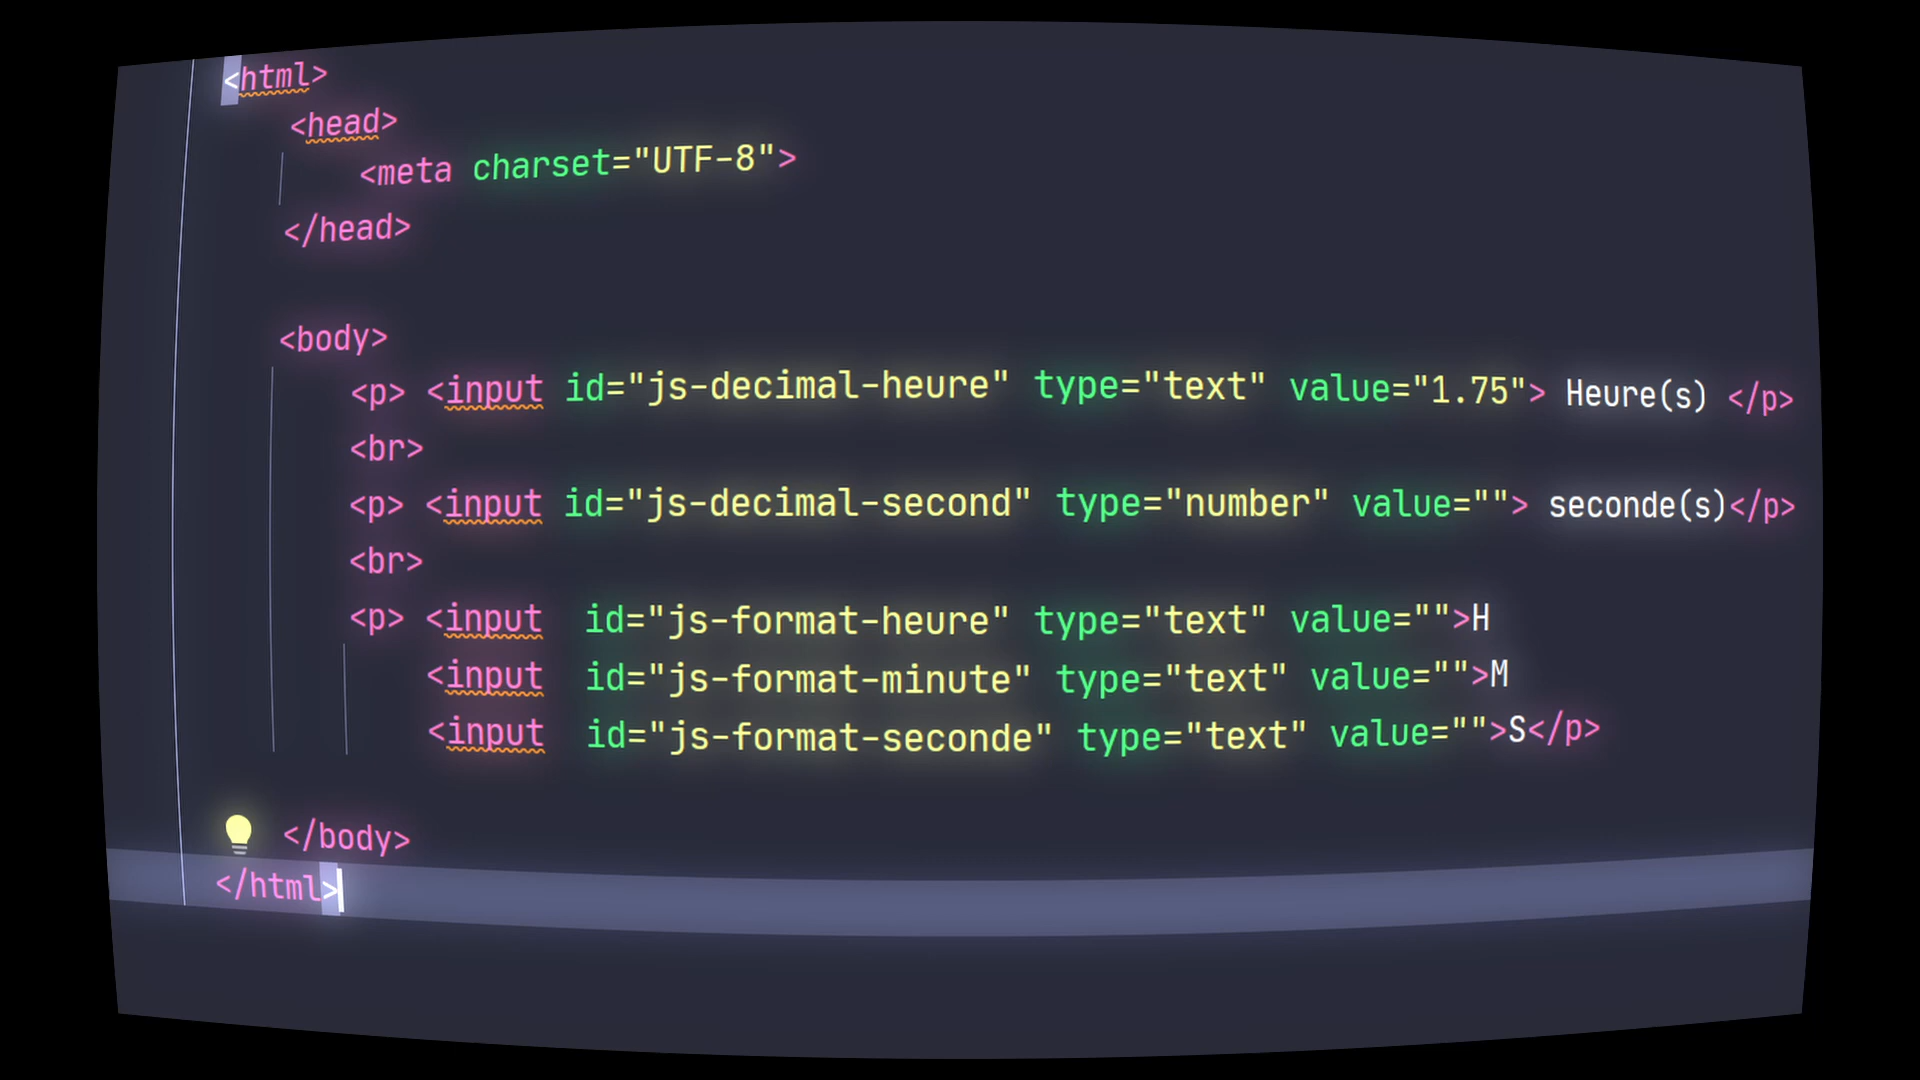 <html>
<head>
<meta charset="UTF-8">
</head>
<body>
<p> <input id="js-decimal-heure" type="text" value="1.75"> Heure(s) </p>
<br>
<p> <input id="js-decimal-second" type="number" value=""> seconde(s)</p>
<br>
<p> <input id="js-format-heure" type="text" value="">H
<input id="js-format-minute" type="text" value="">M
<input id="js-format-seconde" type="text" value="">S</p>
</body>
</html>